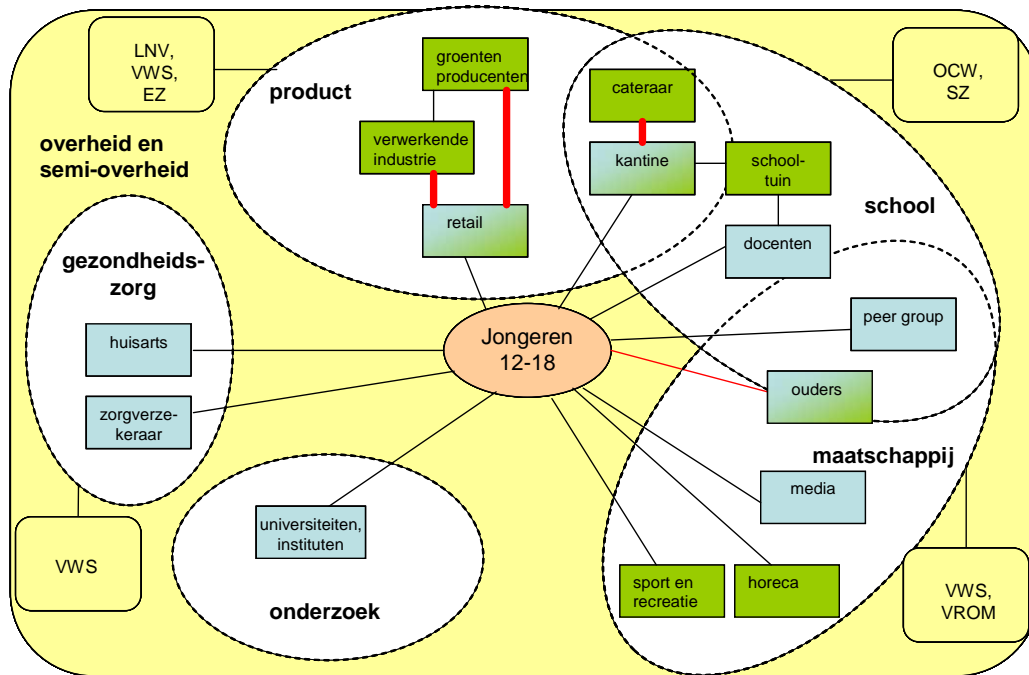 LNV,
VWS,
EZ
groenten
producenten
product
cateraar
OCW,
SZ
overheid en
semi-overheid
verwerkende
industrie
kantine
school-
tuin
retail
school
docenten
gezondheids-
zorg
huisarts
Jongeren
12-18
peer group
zorgverze-
keraar
ouders
maatschappij
media
universiteiten,
instituten
VWS
onderzoek
sport en
recreatie
horeca
VWS,
VROM